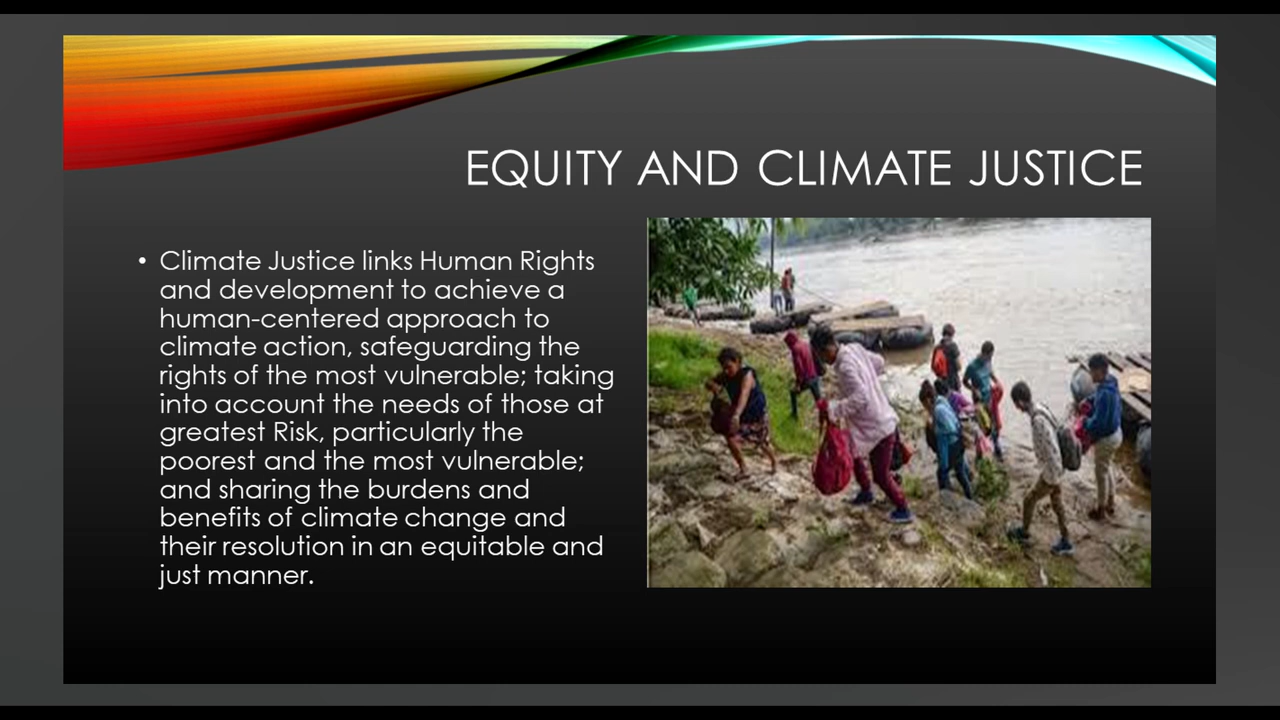 EQUITY AND CLIMATE JUSTICE
• Climate Justice links Human Rights
and development to achieve a
human-centered approach to
climate action, safeguarding the
rights of the most vulnerable; taking
into account the needs of those at
greatest Risk, particularly the
poorest and the most vulnerable;
and sharing the burdens and
benefits of climate change and
their resolution in an equitable and
just manner.